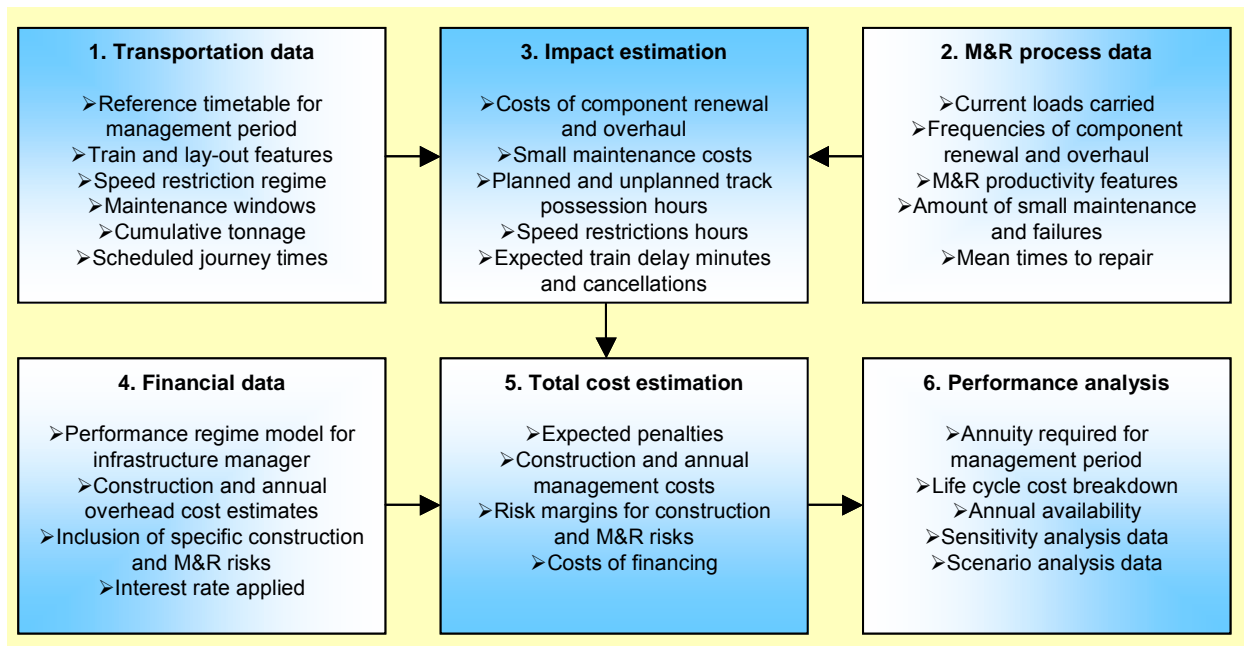 1. Transportation data
➢Reference timetable for
management period
➢Train and lay-out features
➢Speed restriction regime
➢Maintenance windows
➢Cumulative tonnage
➢Scheduled journey times
3. Impact estimation
➢Costs of component renewal
and overhaul
➢Small maintenance costs
➢Planned and unplanned track
possession hours
➢Speed restrictions hours
➢Expected train delay minutes
and cancellations
2. M&R process data
➢Current loads carried
➢Frequencies of component
renewal and overhaul
➢M&R productivity features
➢Amount of small maintenance
and failures
➢Mean times to repair
4. Financial data
➢Performance regime model for
infrastructure manager
➢Construction and annual
overhead cost estimates
➢Inclusion of specific construction
and M&R risks
➢Interest rate applied
5. Total cost estimation
➢Expected penalties
➢Construction and annual
management costs
➢Risk margins for construction
and M&R risks
➢Costs of financing
6. Performance analysis
➢Annuity required for
management period
➢Life cycle cost breakdown
➢Annual availability
➢Sensitivity analysis data
➢Scenario analysis data